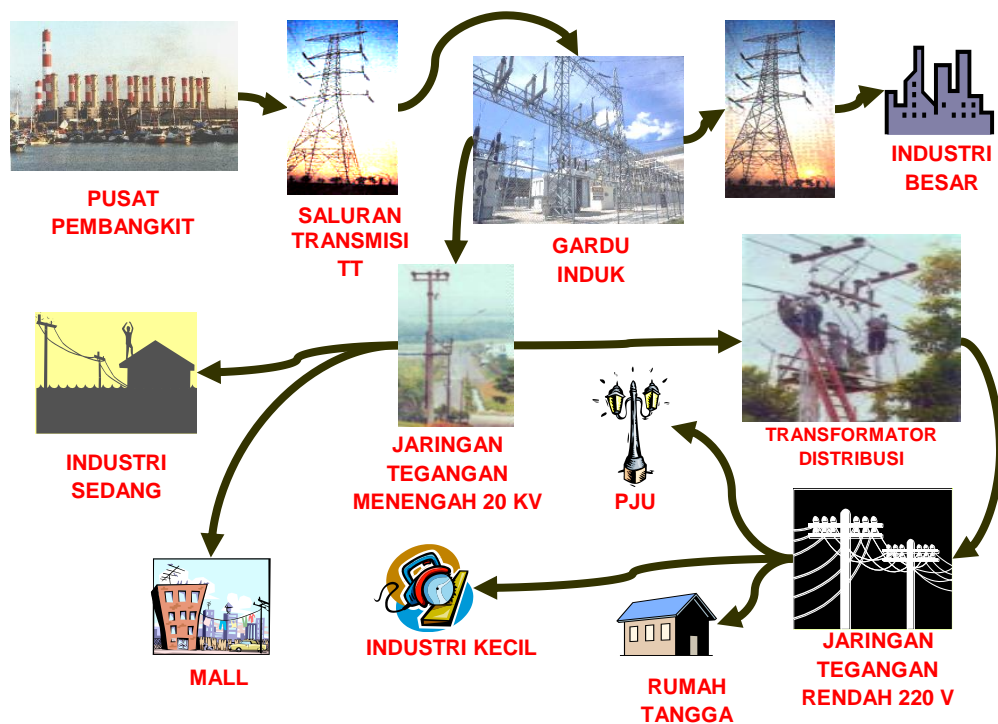 PUSAT
PEMBANGKIT
SALURAN
TRANSMISI
TT
GARDU
INDUK
INDUSTRI
BESAR
INDUSTRI
SEDANG
JARINGAN
TEGANGAN
MENENGAH 20 KV
PJU
TRANSFORMATOR
DISTRIBUSI
MALL
INDUSTRI KECIL
RUMAH
TANGGA
JARINGAN
TEGANGAN
RENDAH 220 V